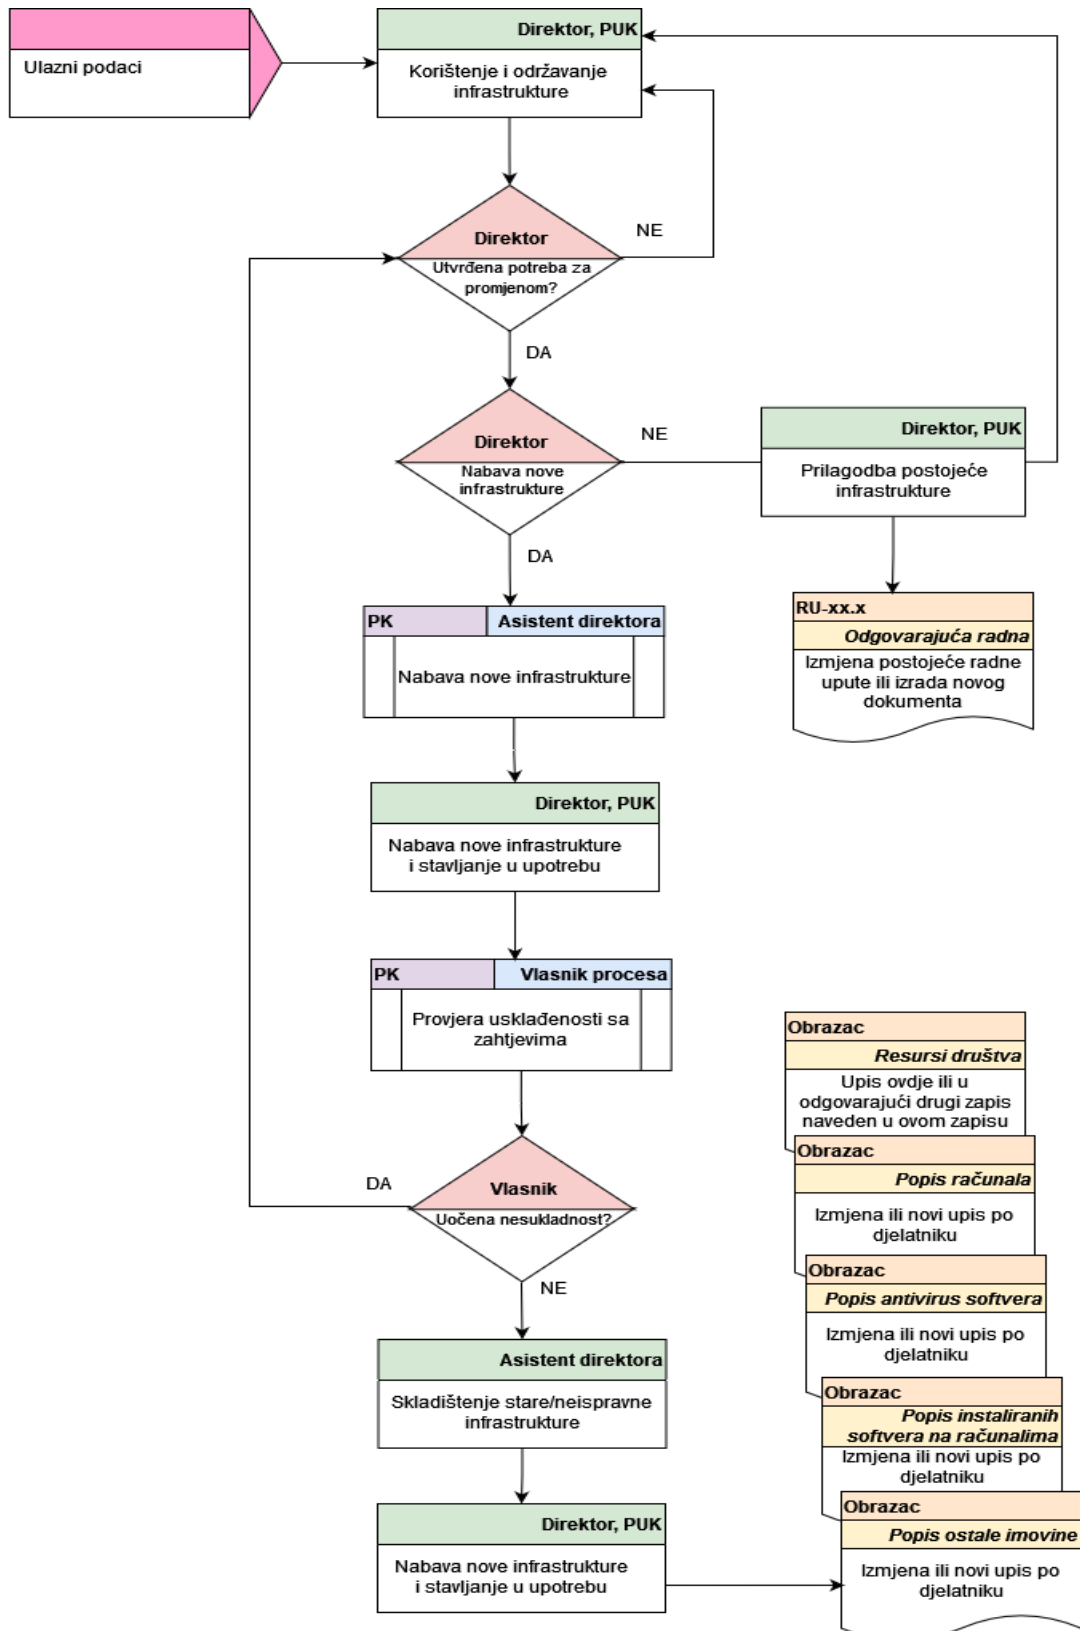 Direktor, PUK
Ulazni podaci
Korištenje i održavanje
infrastrukture
NE
Direktor
Utvrđena potreba za
promjenom?
DA
Direktor
NE
Nabava nove
infrastrukture
Direktor, PUK
Prilagodba postojeće
infrastrukture
DA
RU-xx.x
Odgovarajuća radna
Izmjena postojeće radne
upute ili izrada novog
dokumenta
PK
Asistent direktora
Nabava nove infrastrukture
Direktor, PUK
Nabava nove infrastrukture
i stavljanje u upotrebu
PK
Vlasnik procesa
Provjera usklađenosti sa
zahtjevima
DA
Vlasnik
Uočena nesukladnost?
NE
Asistent direktora
Skladištenje stare/neispravne
infrastrukture
Direktor, PUK
Nabava nove infrastrukture
i stavljanje u upotrebu
Obrazac
Resursi društva
Upis ovdje ili u
odgovarajući drugi zapis
naveden u ovom zapisu
Obrazac
Popis računala
Izmjena ili novi upis po
djelatniku
Obrazac
Popis antivirus softvera
Izmjena ili novi upis po
djelatniku
Obrazac
Popis instaliranih
softvera na računalima
Izmjena ili novi upis po
djelatniku
Obrazac
Popis ostale imovine
Izmjena ili novi upis po
djelatniku